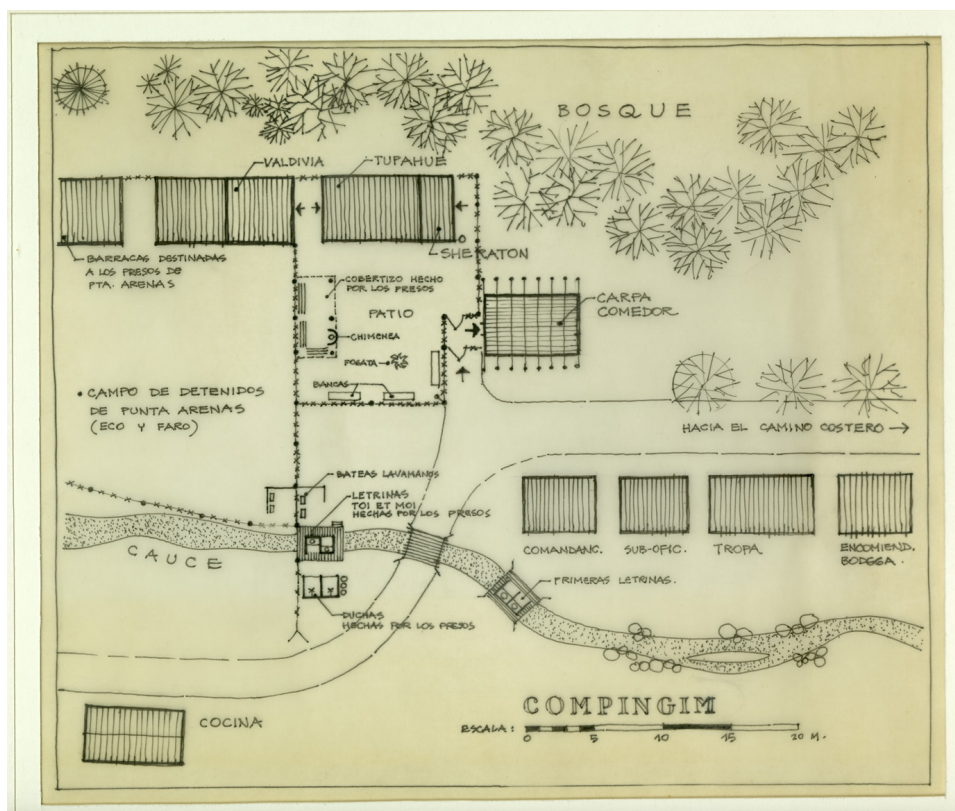 BOSQUE
VALDIVIA
TUPAHUE
SHERATON
BARRACAS DESTINADAS
A LOS PRESOS DE
PTA. ARENAS
COBERTIZO HECHO
POR LOS PRESOS
PATIO
CARPA
COMEDOR
CHIMENEA
FOGATA
BANCAS
• CAMPO DE DETENIDOS
DE PUNTA ARENAS
(ECO Y FARO)
HACIA EL CAMINO COSTERO →
BATEAS LAVAMANOS
LETRINAS
TOI ET MOI
HECHAS POR LOS PRESOS
CAUCE
COMANDANC.
SUB-OFIC.
TROPA
ENCOMIEND.
BODEGA.
PRIMERAS LETRINAS.
DUCHAS
HECHAS POR LOS PRESOS
COMPINGIM
COCINA
ESCALA:
0 5 10 15 20 M.